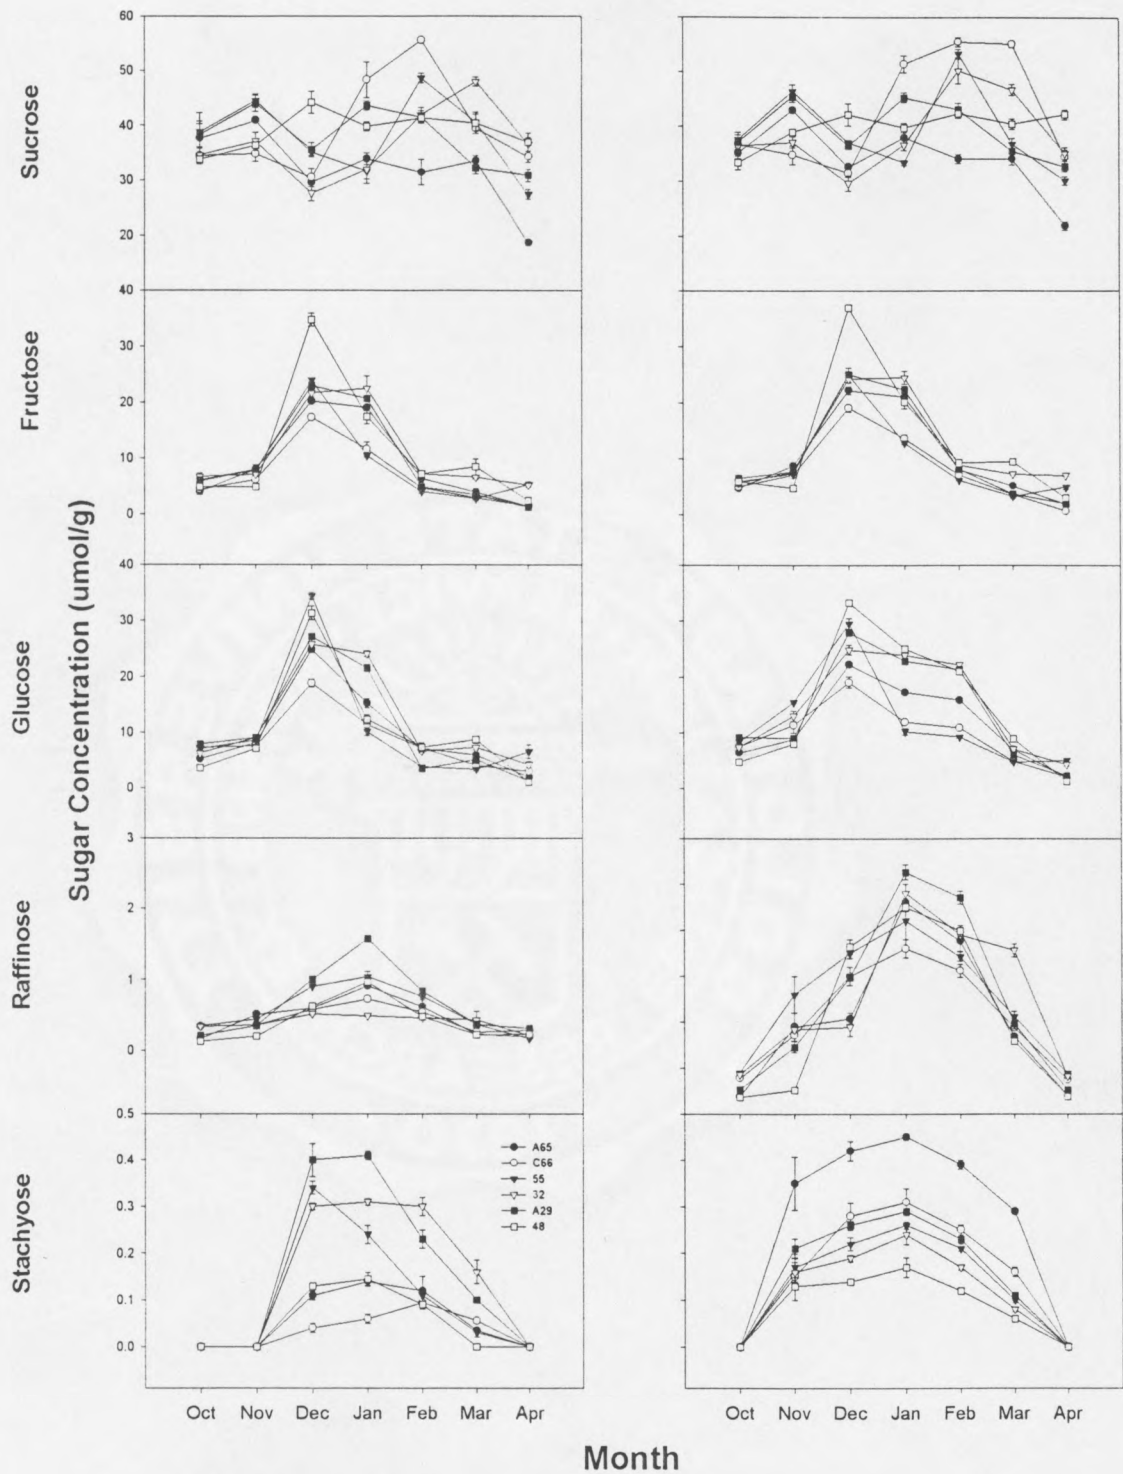 Sugar Concentration (umol/g)
Sucrose
60
50
40
30
20
Fructose
40
30
20
10
0
Glucose
40
30
20
10
0
Raffinose
3
2
1
0
Stachyose
0.5
0.4
0.3
0.2
0.1
0.0
A65
C66
55
32
A29
48
Oct Nov Dec Jan Feb Mar Apr
Oct Nov Dec Jan Feb Mar Apr
Month